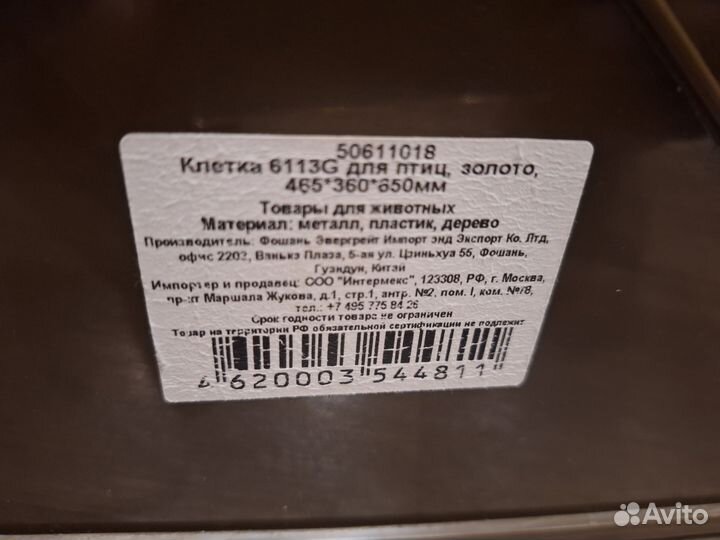 50611018
Клетка 6113G для птиц, золото,
465*360*650мм
Товары для животных
Материал: металл, пластик, дерево
Производитель: Фошань Эвергрейт Импорт энд Экспорт Ко. Лтд,
офис 2202, Ванькэ Плаза, 5-ая ул. Цзиньхуа 55, Фошань,
Гуандун, Китай
Импортер и продавец: ООО "Интермекс", 123308, РФ, г. Москва,
пр-кт Маршала Жукова, д.1, стр.1, антр. №2, пом. I, ком. №78,
тел.: +7 495 775 84 26
Срок годности товара не ограничен
Товар на территории РФ обязательной сертификации не подлежит
4 620003 544811
Avito